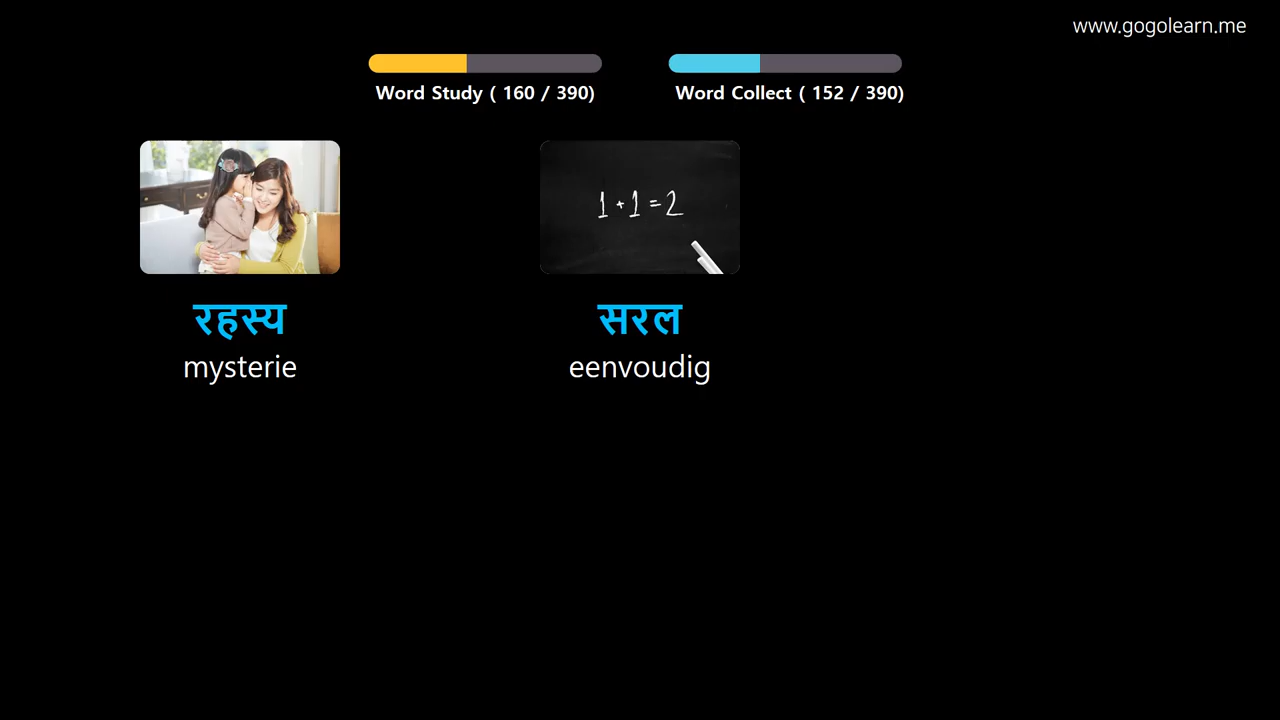 www.gogolearn.me
Word Study ( 160 / 390)
Word Collect ( 152 / 390)
1 + 1 = 2
रहस्य
सरल
mysterie
eenvoudig